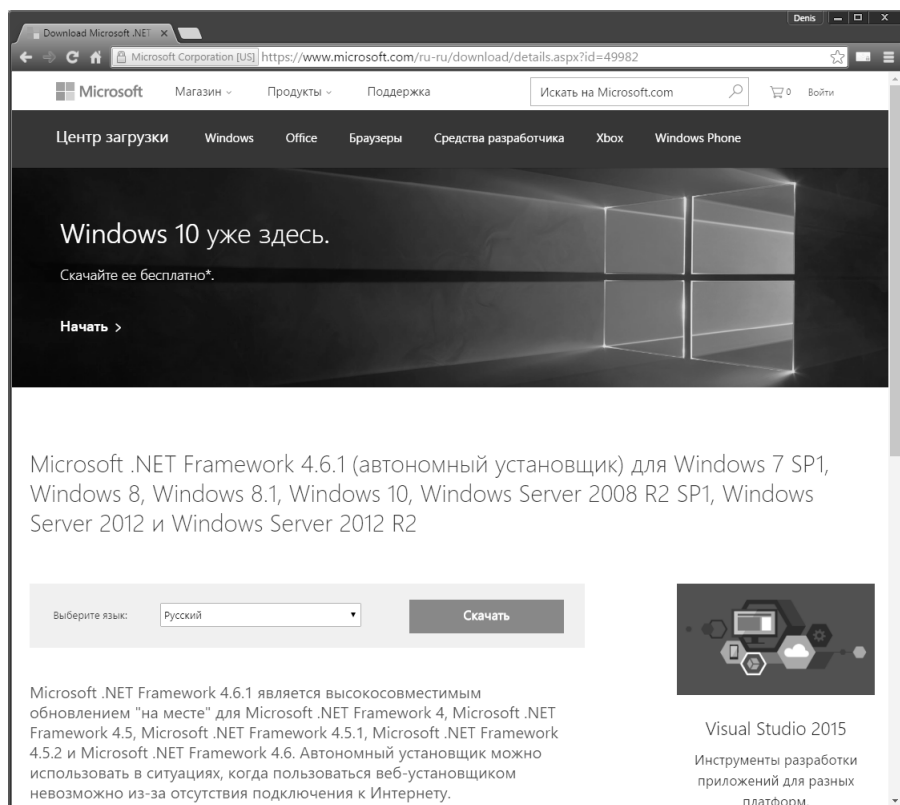 Denis
Download Microsoft .NET
Microsoft Corporation [US] https://www.microsoft.com/ru-ru/download/details.aspx?id=49982
Microsoft Магазин Продукты Поддержка Искать на Microsoft.com 0 Войти
Центр загрузки Windows Office Браузеры Средства разработчика Xbox Windows Phone
Windows 10 уже здесь.
Скачайте ее бесплатно*.
Начать >
Microsoft .NET Framework 4.6.1 (автономный установщик) для Windows 7 SP1,
Windows 8, Windows 8.1, Windows 10, Windows Server 2008 R2 SP1, Windows
Server 2012 и Windows Server 2012 R2
Выберите язык: Русский Скачать
Microsoft .NET Framework 4.6.1 является высокосовместимым
обновлением "на месте" для Microsoft .NET Framework 4, Microsoft .NET
Framework 4.5, Microsoft .NET Framework 4.5.1, Microsoft .NET Framework
4.5.2 и Microsoft .NET Framework 4.6. Автономный установщик можно
использовать в ситуациях, когда пользоваться веб-установщиком
невозможно из-за отсутствия подключения к Интернету.
Visual Studio 2015
Инструменты разработки
приложений для разных
платформ.